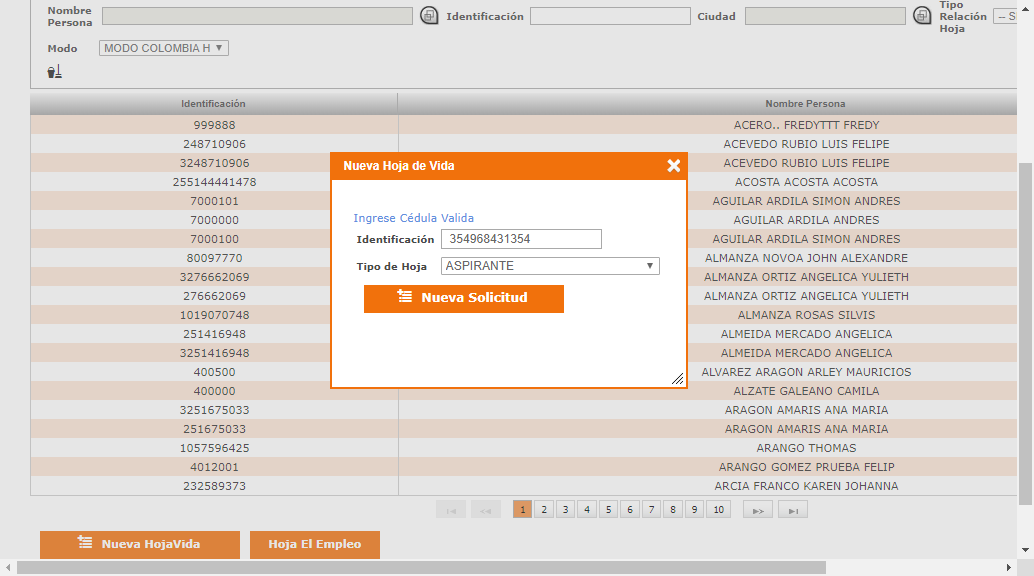 Nombre Persona Identificación Ciudad Tipo Relación Hoja -- S
Modo MODO COLOMBIA H
Identificación Nombre Persona
999888 ACERO.. FREDYTTT FREDY
248710906 ACEVEDO RUBIO LUIS FELIPE
3248710906 ACEVEDO RUBIO LUIS FELIPE
255144441478 ACOSTA ACOSTA ACOSTA
7000101 AGUILAR ARDILA SIMON ANDRES
7000000 AGUILAR ARDILA ANDRES
7000100 AGUILAR ARDILA SIMON ANDRES
80097770 ALMANZA NOVOA JOHN ALEXANDRE
3276662069 ALMANZA ORTIZ ANGELICA YULIETH
276662069 ALMANZA ORTIZ ANGELICA YULIETH
1019070748 ALMANZA ROSAS SILVIS
251416948 ALMEIDA MERCADO ANGELICA
3251416948 ALMEIDA MERCADO ANGELICA
400500 ALVAREZ ARAGON ARLEY MAURICIOS
400000 ALZATE GALEANO CAMILA
3251675033 ARAGON AMARIS ANA MARIA
251675033 ARAGON AMARIS ANA MARIA
1057596425 ARANGO THOMAS
4012001 ARANGO GOMEZ PRUEBA FELIP
232589373 ARCIA FRANCO KAREN JOHANNA
Nueva Hoja de Vida
Ingrese Cédula Valida
Identificación 354968431354
Tipo de Hoja ASPIRANTE
Nueva Solicitud
1 2 3 4 5 6 7 8 9 10
Nueva HojaVida Hoja El Empleo